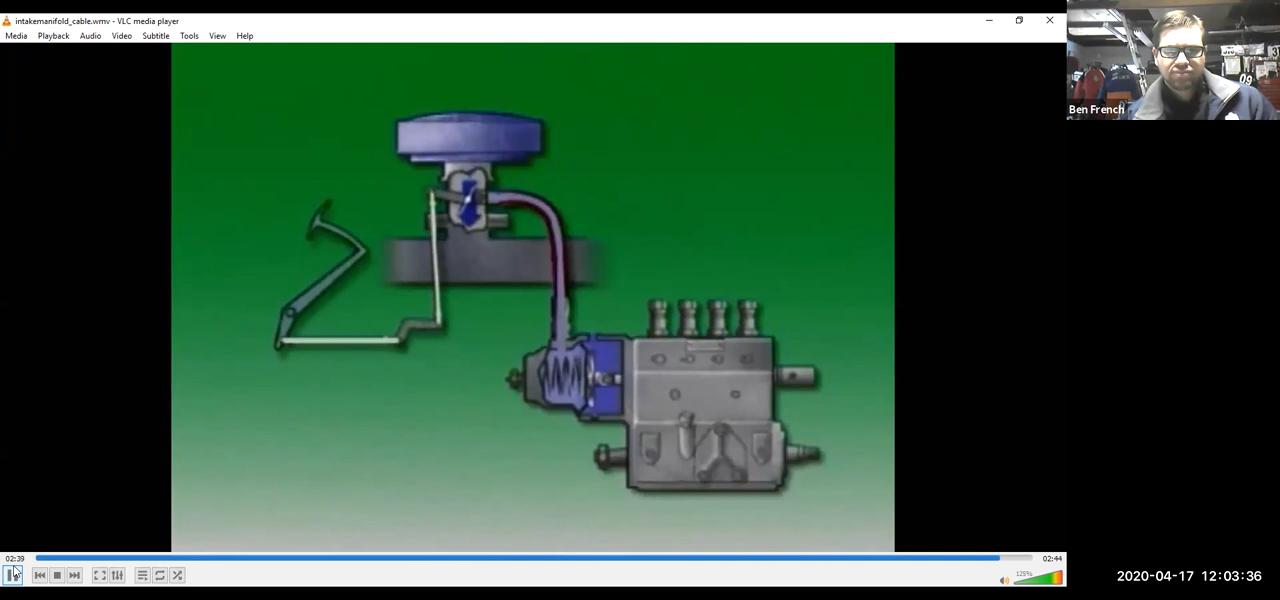 intakemanifold_cable.wmv - VLC media player
Media Playback Audio Video Subtitle Tools View Help
Ben French
09
02:39
02:44
125%
2020-04-17 12:03:36